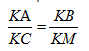 KA/KC = KB/KM